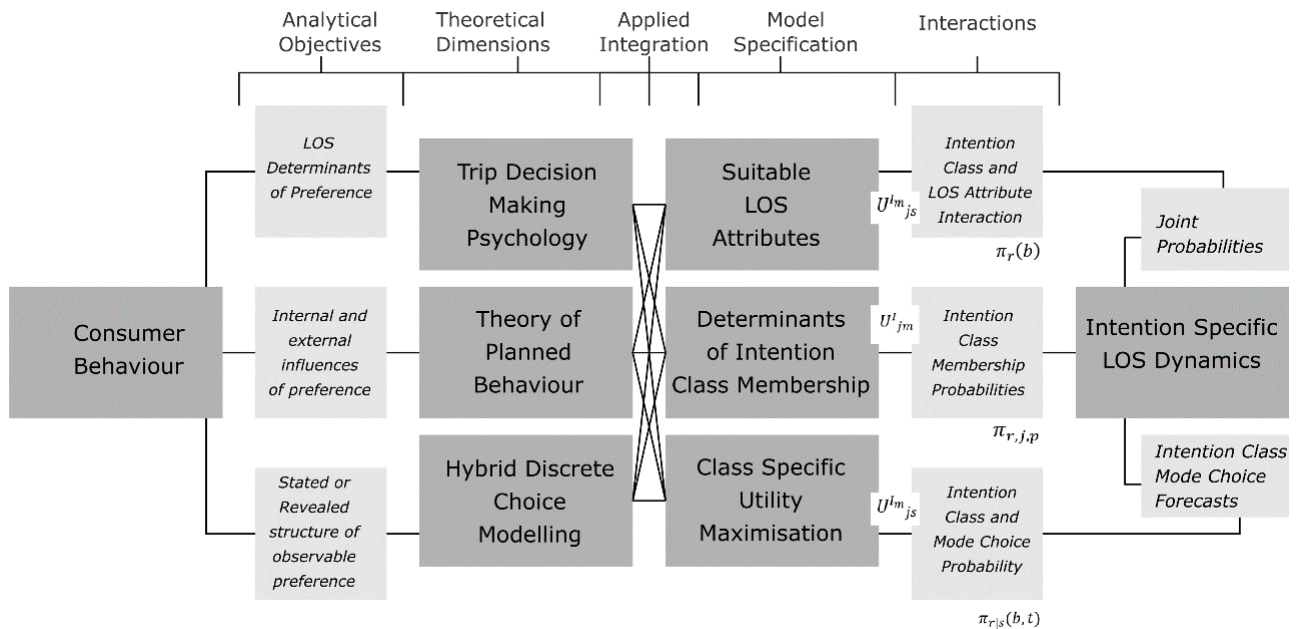 Analytical
Objectives
Theoretical
Dimensions
Applied
Integration
Model
Specification
Interactions
LOS
Determinants
of Preference
Trip Decision
Making
Psychology
Suitable
LOS
Attributes
U^{I_m}_{js}
Intention
Class and
LOS Attribute
Interaction
π_r(b)
Joint
Probabilities
Consumer
Behaviour
Internal and
external
influences
of preference
Theory of
Planned
Behaviour
Determinants
of Intention
Class Membership
U^{I}_{jm}
Intention
Class
Membership
Probabilities
π_{r,j,p}
Intention Specific
LOS Dynamics
Stated or
Revealed
structure of
observable
preference
Hybrid Discrete
Choice
Modelling
Class Specific
Utility
Maximisation
U^{I_m}_{js}
Intention
Class and
Mode Choice
Probability
π_{r|s}(b,t)
Intention Class
Mode Choice
Forecasts